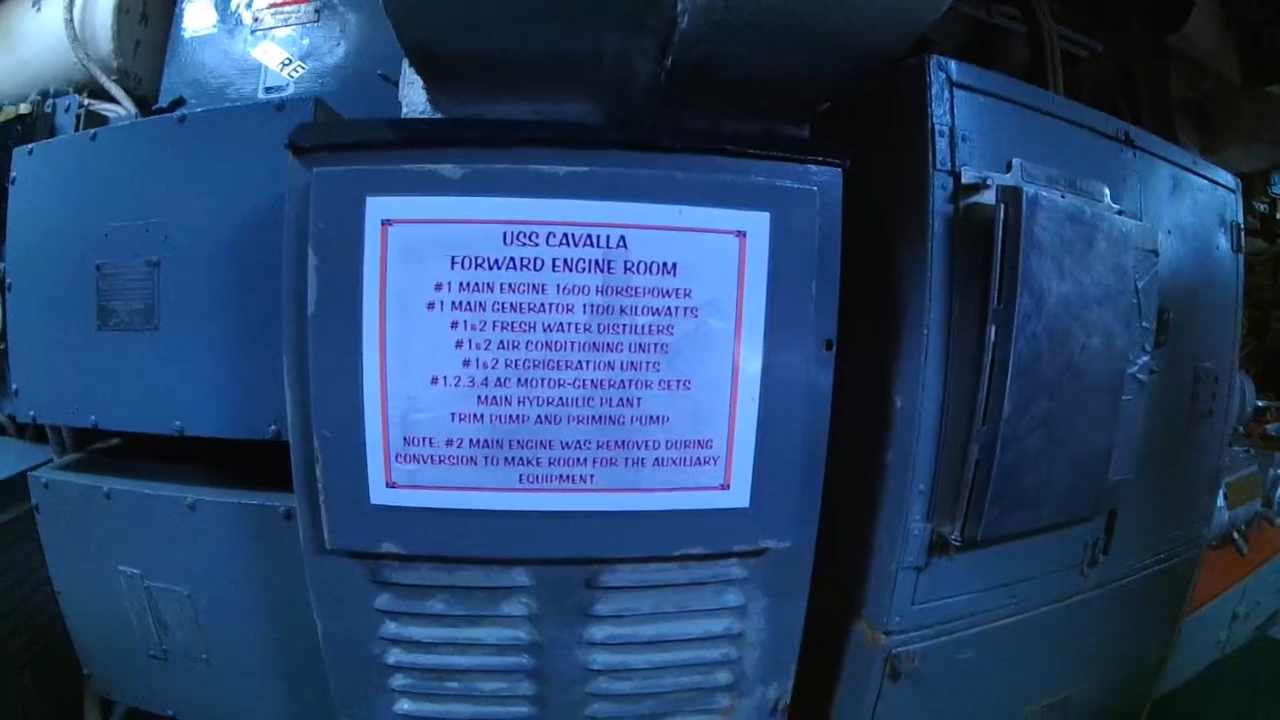 RE
USS CAVALLA
FORWARD ENGINE ROOM
#1 MAIN ENGINE 1600 HORSEPOWER
#1 MAIN GENERATOR 1100 KILOWATTS
#1&2 FRESH WATER DISTILLERS
#1&2 AIR CONDITIONING UNITS
#1&2 REGRIGERATION UNITS
#1,2,3,4 AC MOTOR-GENERATOR SETS
MAIN HYDRAULIC PLANT
TRIM PUMP AND PRIMING PUMP
NOTE: #2 MAIN ENGINE WAS REMOVED DURING
CONVERSION TO MAKE ROOM FOR THE AUXILIARY
EQUIPMENT.